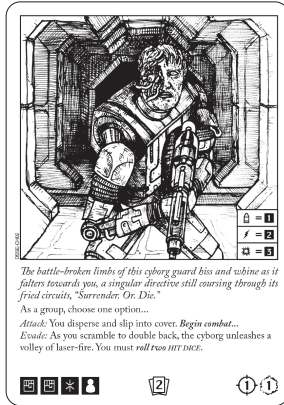 DSSE-C-02
= 1
= 2
= 3
The battle-broken limbs of this cyborg guard hiss and whine as it
falters towards you, a singular directive still coursing through its
fried circuits, “Surrender. Or. Die.”
As a group, choose one option...
Attack: You disperse and slip into cover. Begin combat...
Evade: As you scramble to double back, the cyborg unleashes a
volley of laser-fire. You must roll two HIT DICE.
2
1
1